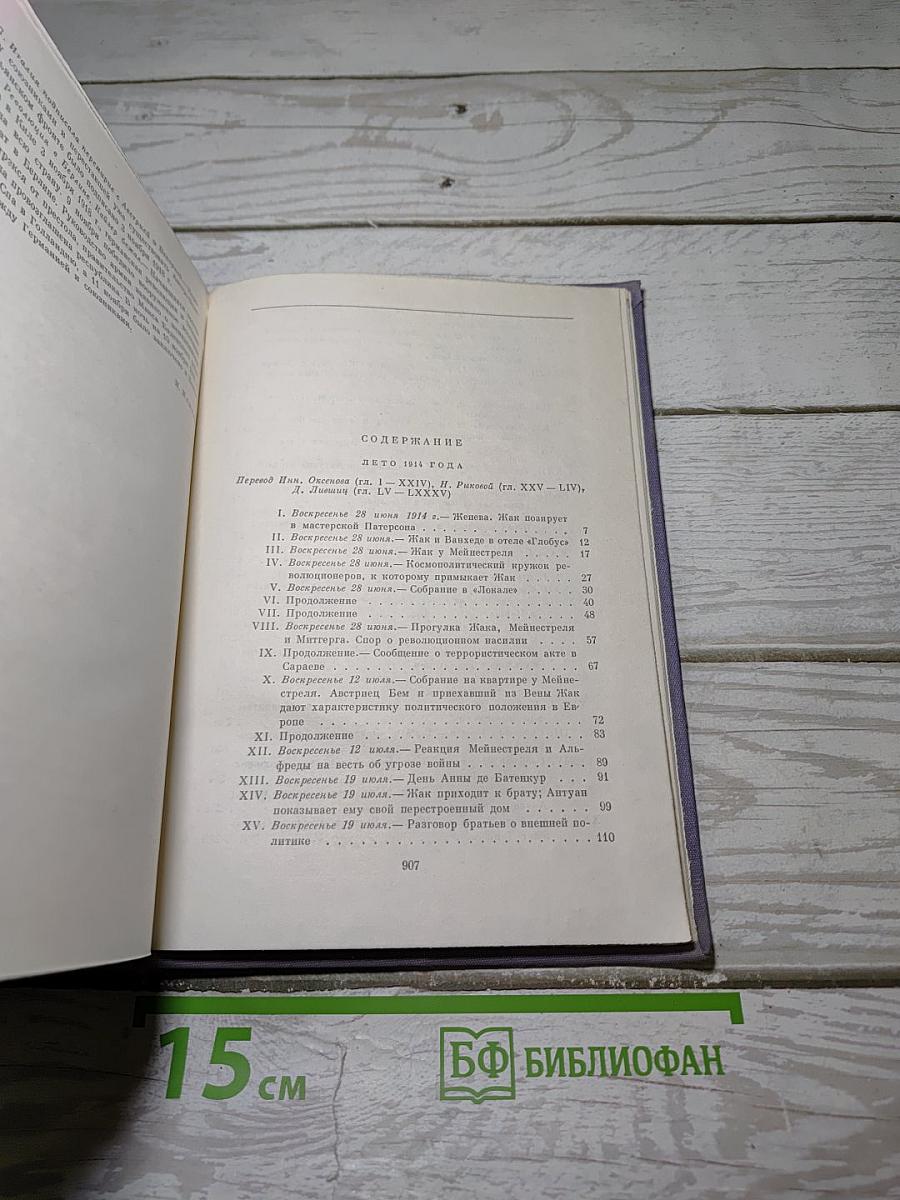 Германией и союзниками.
СОДЕРЖАНИЕ
ЛЕТО 1914 ГОДА
Перевод Инн. Оксенова (гл. I — XXIV), Н. Рыковой (гл. XXV — LIV),
Д. Лившиц (гл. LV — LXXXV)
I. Воскресенье 28 июня 1914 г.— Женева. Жак позирует
в мастерской Патерсона . . . . . . . . . . . . . . . 7
II. Воскресенье 28 июня.— Жак и Ванхеде в отеле «Глобус» 12
III. Воскресенье 28 июня.— Жак у Мейнестреля . . . . . 17
IV. Воскресенье 28 июня.— Космополитический кружок ре-
волюционеров, к которому примыкает Жак . . . . . 27
V. Воскресенье 28 июня.— Собрание в «Локале» . . . . . 30
VI. Продолжение . . . . . . . . . . . . . . . . . . . . 40
VII. Продолжение . . . . . . . . . . . . . . . . . . . . 48
VIII. Воскресенье 28 июня.— Прогулка Жака, Мейнестреля
и Митгерга. Спор о революционном насилии . . . . 57
IX. Продолжение.— Сообщение о террористическом акте в
Сараеве . . . . . . . . . . . . . . . . . . . . . . . 67
X. Воскресенье 12 июля.— Собрание на квартире у Мейне-
стреля. Австриец Бем и приехавший из Вены Жак
дают характеристику политического положения в Ев-
ропе . . . . . . . . . . . . . . . . . . . . . . . . 72
XI. Продолжение . . . . . . . . . . . . . . . . . . . . 83
XII. Воскресенье 12 июля.— Реакция Мейнестреля и Аль-
фреды на весть об угрозе войны . . . . . . . . . . . 89
XIII. Воскресенье 19 июля.— День Анны де Батенкур . . . 91
XIV. Воскресенье 19 июля.— Жак приходит к брату; Антуан
показывает ему свой перестроенный дом . . . . . . 99
XV. Воскресенье 19 июля.— Разговор братьев о внешней по-
литике . . . . . . . . . . . . . . . . . . . . . . . 110
907
15 см
БФ БИБЛИОФАН